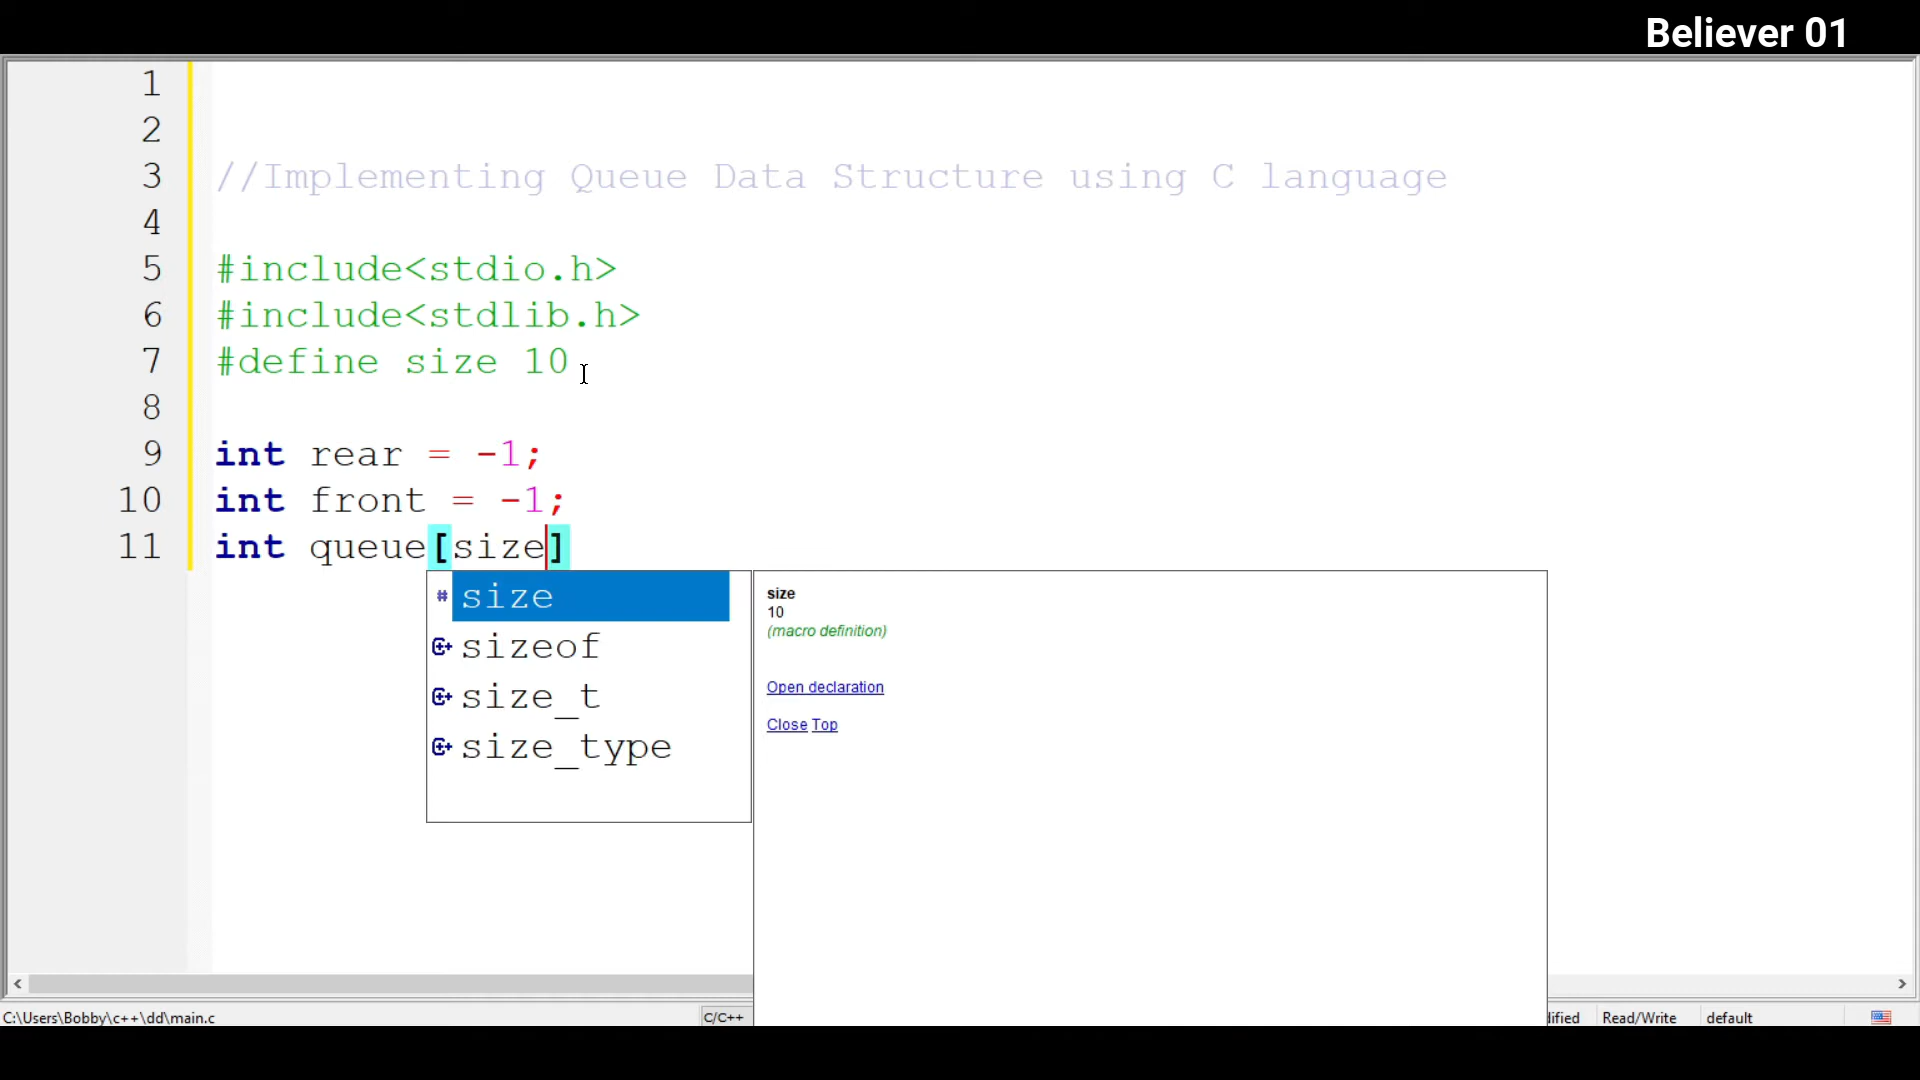 Believer 01
1
2
3 //Implementing Queue Data Structure using C language
4
5 #include<stdio.h>
6 #include<stdlib.h>
7 #define size 10
8
9 int rear = -1;
10 int front = -1;
11 int queue[size]
# size
sizeof
size_t
size_type
size
10
(macro definition)
Open declaration
Close Top
C:\Users\Bobby\c++\dd\main.c C/C++ dified Read/Write default